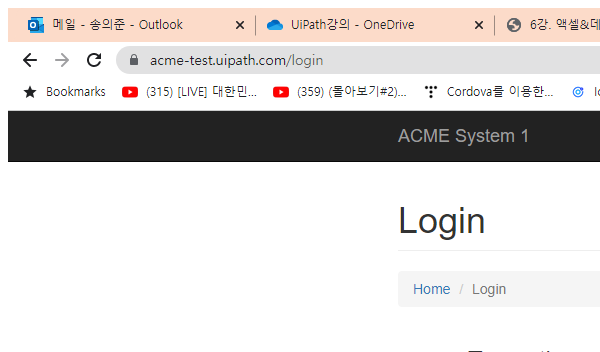 메일 - 송의준 - Outlook
UiPath강의 - OneDrive
6강. 액셀&데
acme-test.uipath.com/login
Bookmarks
(315) [LIVE] 대한민...
(359) (몰아보기#2)...
Cordova를 이용한...
ACME System 1
Login
Home / Login